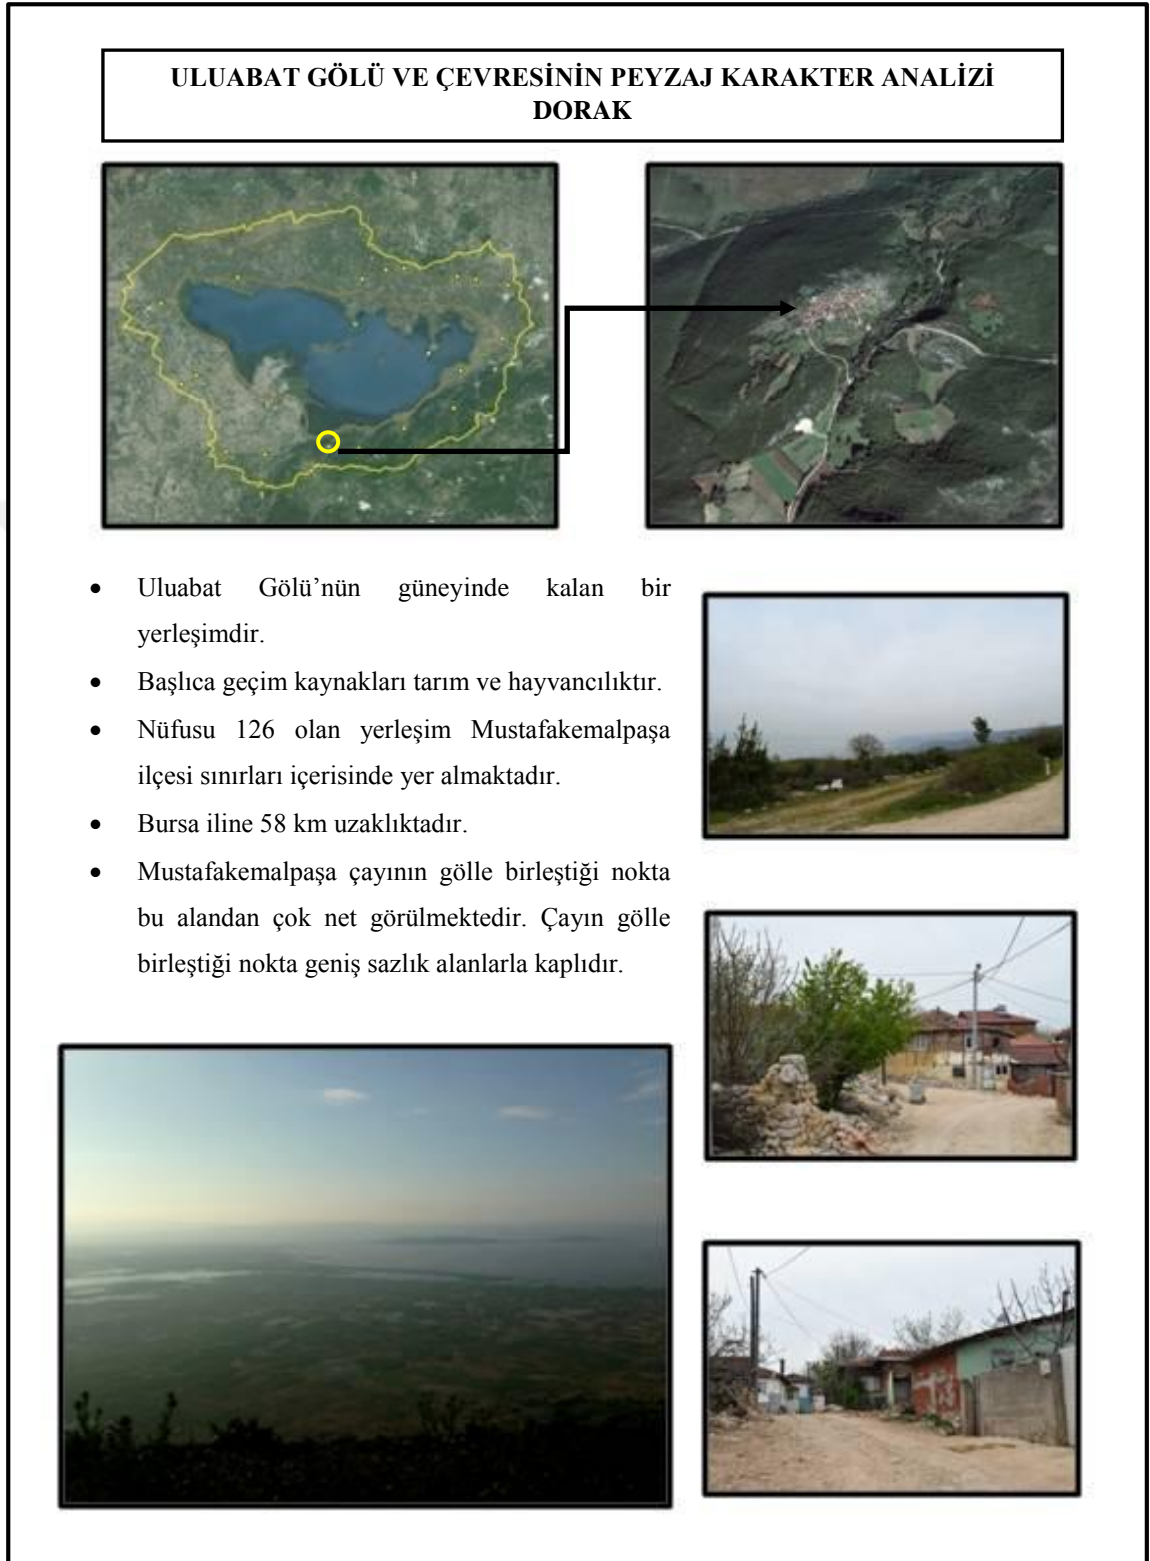 ULUABAT GÖLÜ VE ÇEVRESİNİN PEYZAJ KARAKTER ANALİZİ
DORAK
• Uluabat Gölü’nün güneyinde kalan bir
yerleşimdir.
• Başlıca geçim kaynakları tarım ve hayvancılıktır.
• Nüfusu 126 olan yerleşim Mustafakemalpaşa
ilçesi sınırları içerisinde yer almaktadır.
• Bursa iline 58 km uzaklıktadır.
• Mustafakemalpaşa çayının gölle birleştiği nokta
bu alandan çok net görülmektedir. Çayın gölle
birleştiği nokta geniş sazlık alanlarla kaplıdır.